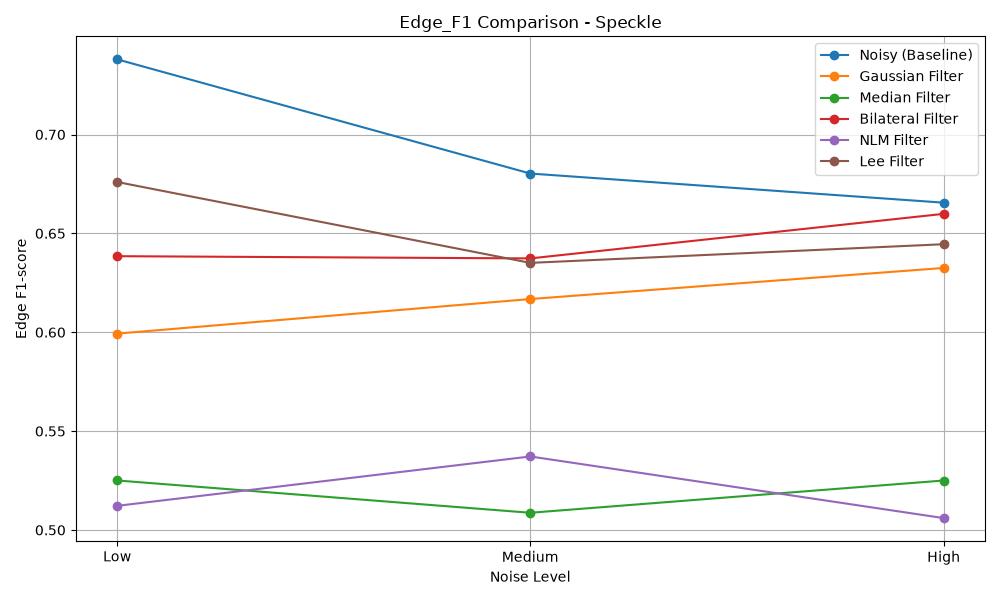 Edge_F1 Comparison - Speckle
Noisy (Baseline)
Gaussian Filter
Median Filter
Bilateral Filter
NLM Filter
Lee Filter
Edge F1-score
0.70
0.65
0.60
0.55
0.50
Low
Medium
High
Noise Level